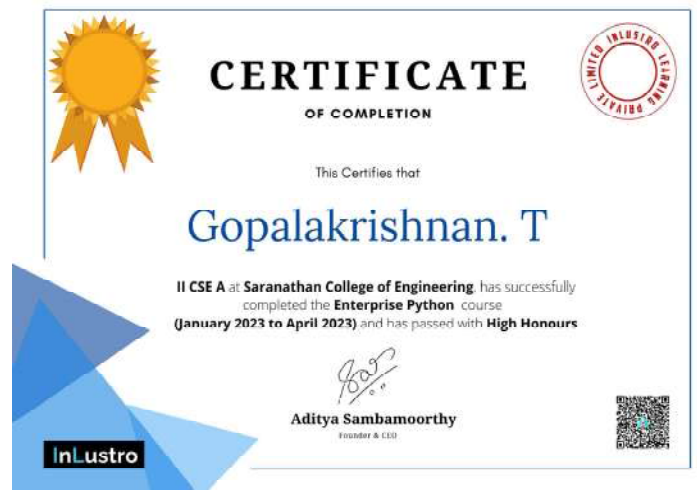 CERTIFICATE
OF COMPLETION
INLUSTRO LEARNING PRIVATE LIMITED
This Certifies that
Gopalakrishnan. T
II CSE A at Saranathan College of Engineering has successfully
completed the Enterprise Python course
(January 2023 to April 2023) and has passed with High Honours
Aditya Sambamoorthy
Founder & CEO
InLustro